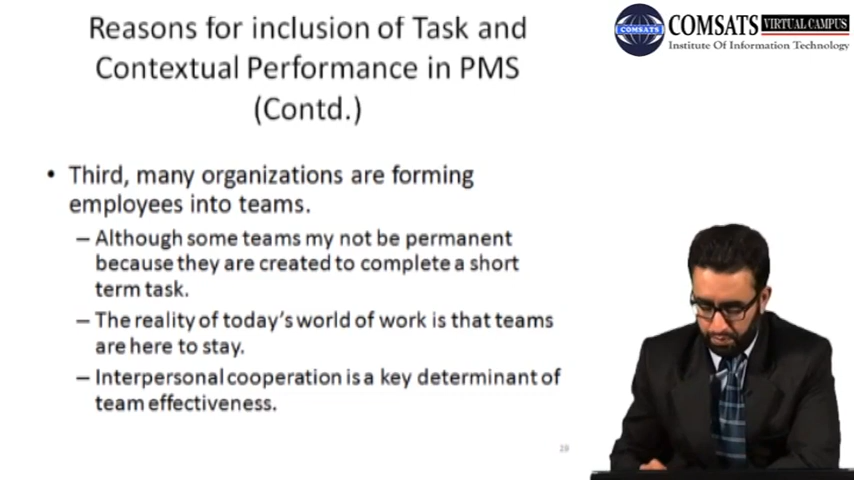 Reasons for inclusion of Task and
Contextual Performance in PMS
(Contd.)
COMSATS VIRTUAL CAMPUS
Institute Of Information Technology
COMSATS
• Third, many organizations are forming
employees into teams.
– Although some teams my not be permanent
because they are created to complete a short
term task.
– The reality of today's world of work is that teams
are here to stay.
– Interpersonal cooperation is a key determinant of
team effectiveness.
29